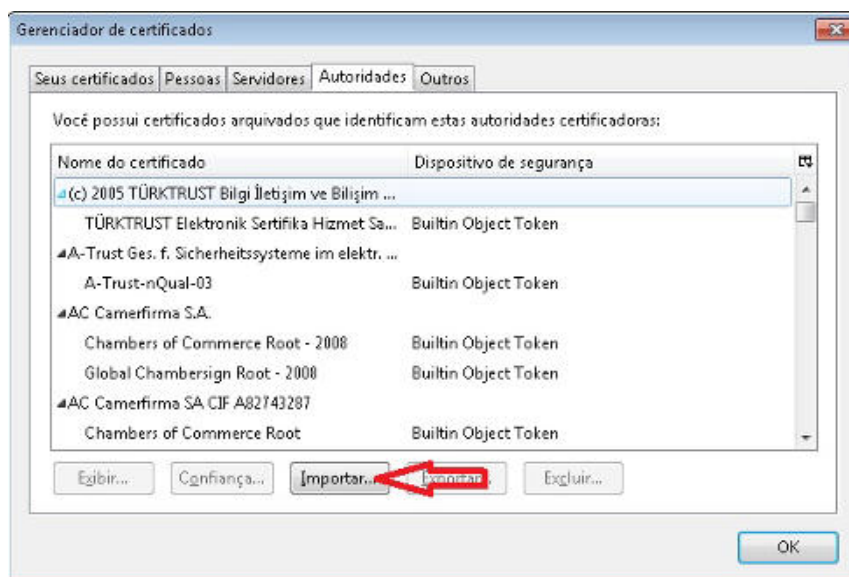 Gerenciador de certificados
Seus certificados Pessoas Servidores Autoridades Outros
Você possui certificados arquivados que identificam estas autoridades certificadoras:
Nome do certificado Dispositivo de segurança
(c) 2005 TÜRKTRUST Bilgi İletişim ve Bilişim ...
TÜRKTRUST Elektronik Sertifika Hizmet Sa... Builtin Object Token
A-Trust Ges. f. Sicherheitssysteme im elektr. ...
A-Trust-nQual-03 Builtin Object Token
AC Camerfirma S.A.
Chambers of Commerce Root - 2008 Builtin Object Token
Global Chambersign Root - 2008 Builtin Object Token
AC Camerfirma SA CIF A82743287
Chambers of Commerce Root Builtin Object Token
Exibir... Confiança... Importar... Exportar... Excluir...
OK